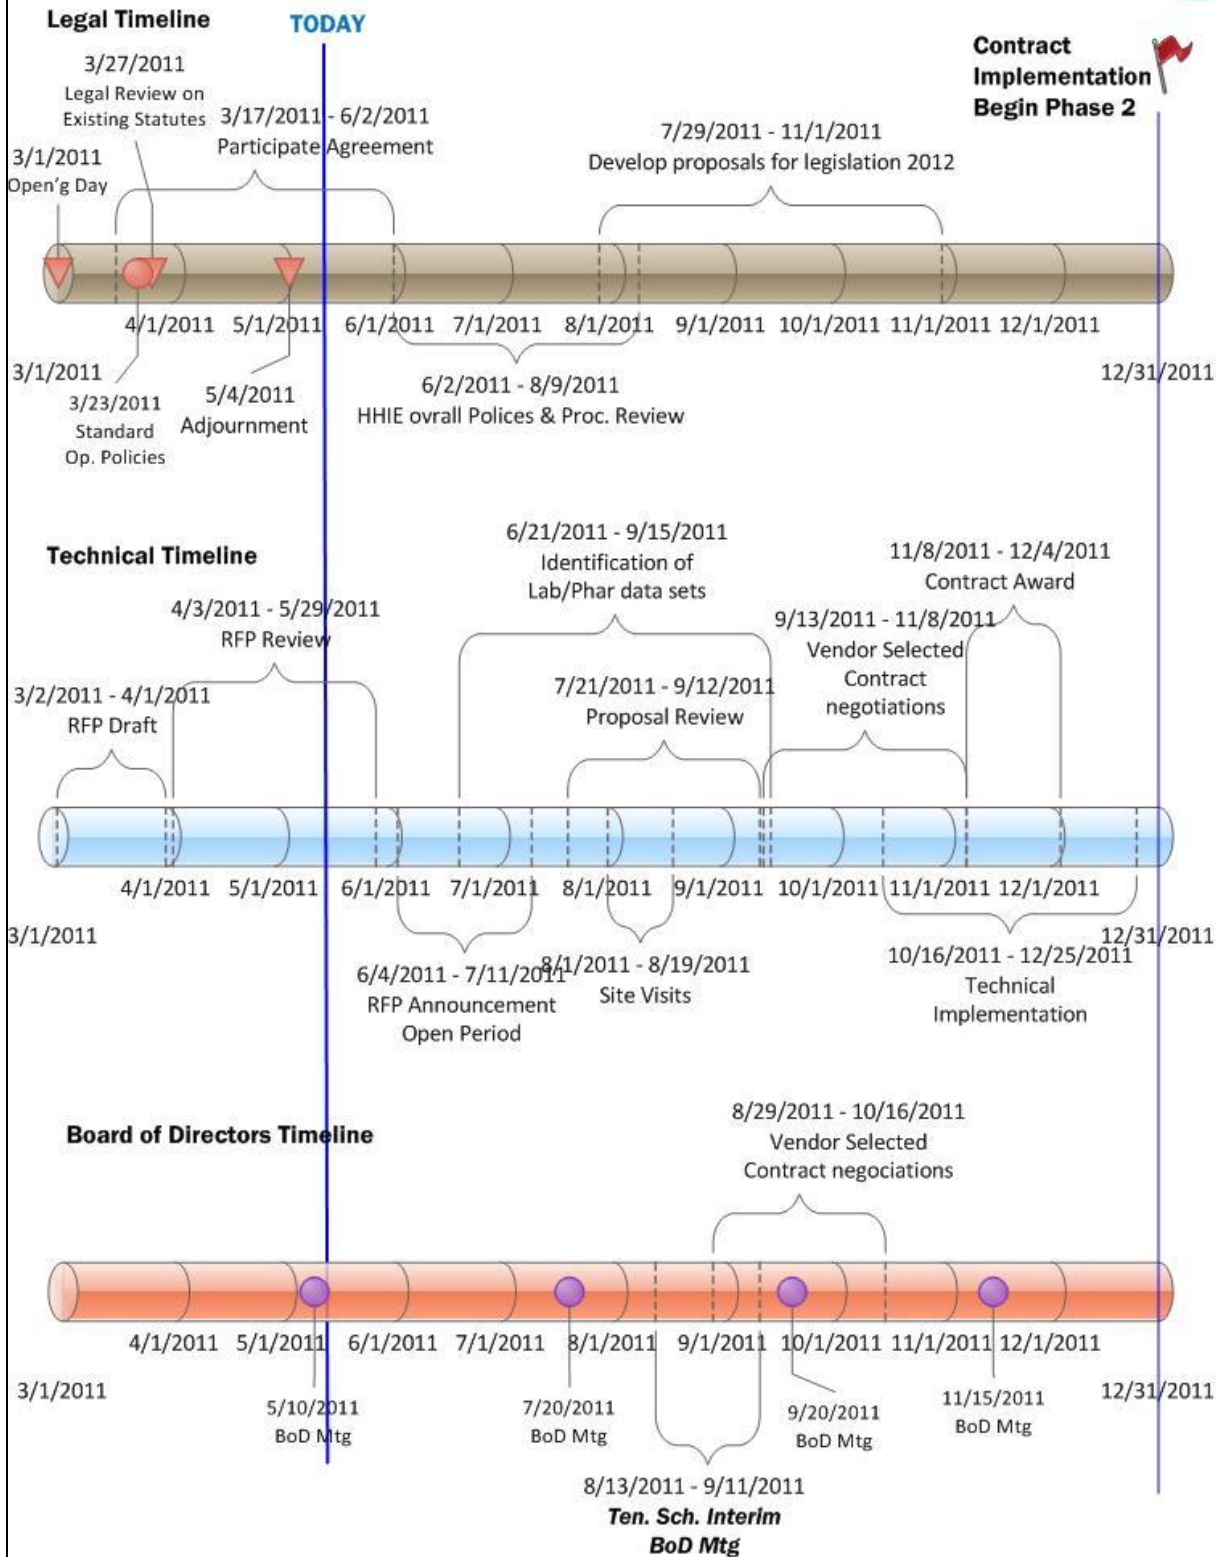 Legal Timeline
TODAY
Contract
Implementation
Begin Phase 2
3/27/2011
Legal Review on
Existing Statutes
3/17/2011 - 6/2/2011
Participate Agreement
7/29/2011 - 11/1/2011
Develop proposals for legislation 2012
3/1/2011
Open'g Day
4/1/2011
5/1/2011
6/1/2011
7/1/2011
8/1/2011
9/1/2011
10/1/2011
11/1/2011
12/1/2011
3/1/2011
12/31/2011
3/23/2011
Standard
Op. Policies
5/4/2011
Adjournment
6/2/2011 - 8/9/2011
HHIE ovrall Polices & Proc. Review
Technical Timeline
6/21/2011 - 9/15/2011
Identification of
Lab/Phar data sets
11/8/2011 - 12/4/2011
Contract Award
4/3/2011 - 5/29/2011
RFP Review
9/13/2011 - 11/8/2011
Vendor Selected
Contract
negotiations
3/2/2011 - 4/1/2011
RFP Draft
7/21/2011 - 9/12/2011
Proposal Review
4/1/2011
5/1/2011
6/1/2011
7/1/2011
8/1/2011
9/1/2011
10/1/2011
11/1/2011
12/1/2011
3/1/2011
12/31/2011
6/4/2011 - 7/11/2011
RFP Announcement
Open Period
8/1/2011 - 8/19/2011
Site Visits
10/16/2011 - 12/25/2011
Technical
Implementation
Board of Directors Timeline
8/29/2011 - 10/16/2011
Vendor Selected
Contract negociations
4/1/2011
5/1/2011
6/1/2011
7/1/2011
8/1/2011
9/1/2011
10/1/2011
11/1/2011
12/1/2011
3/1/2011
12/31/2011
5/10/2011
BoD Mtg
7/20/2011
BoD Mtg
9/20/2011
BoD Mtg
11/15/2011
BoD Mtg
8/13/2011 - 9/11/2011
Ten. Sch. Interim
BoD Mtg